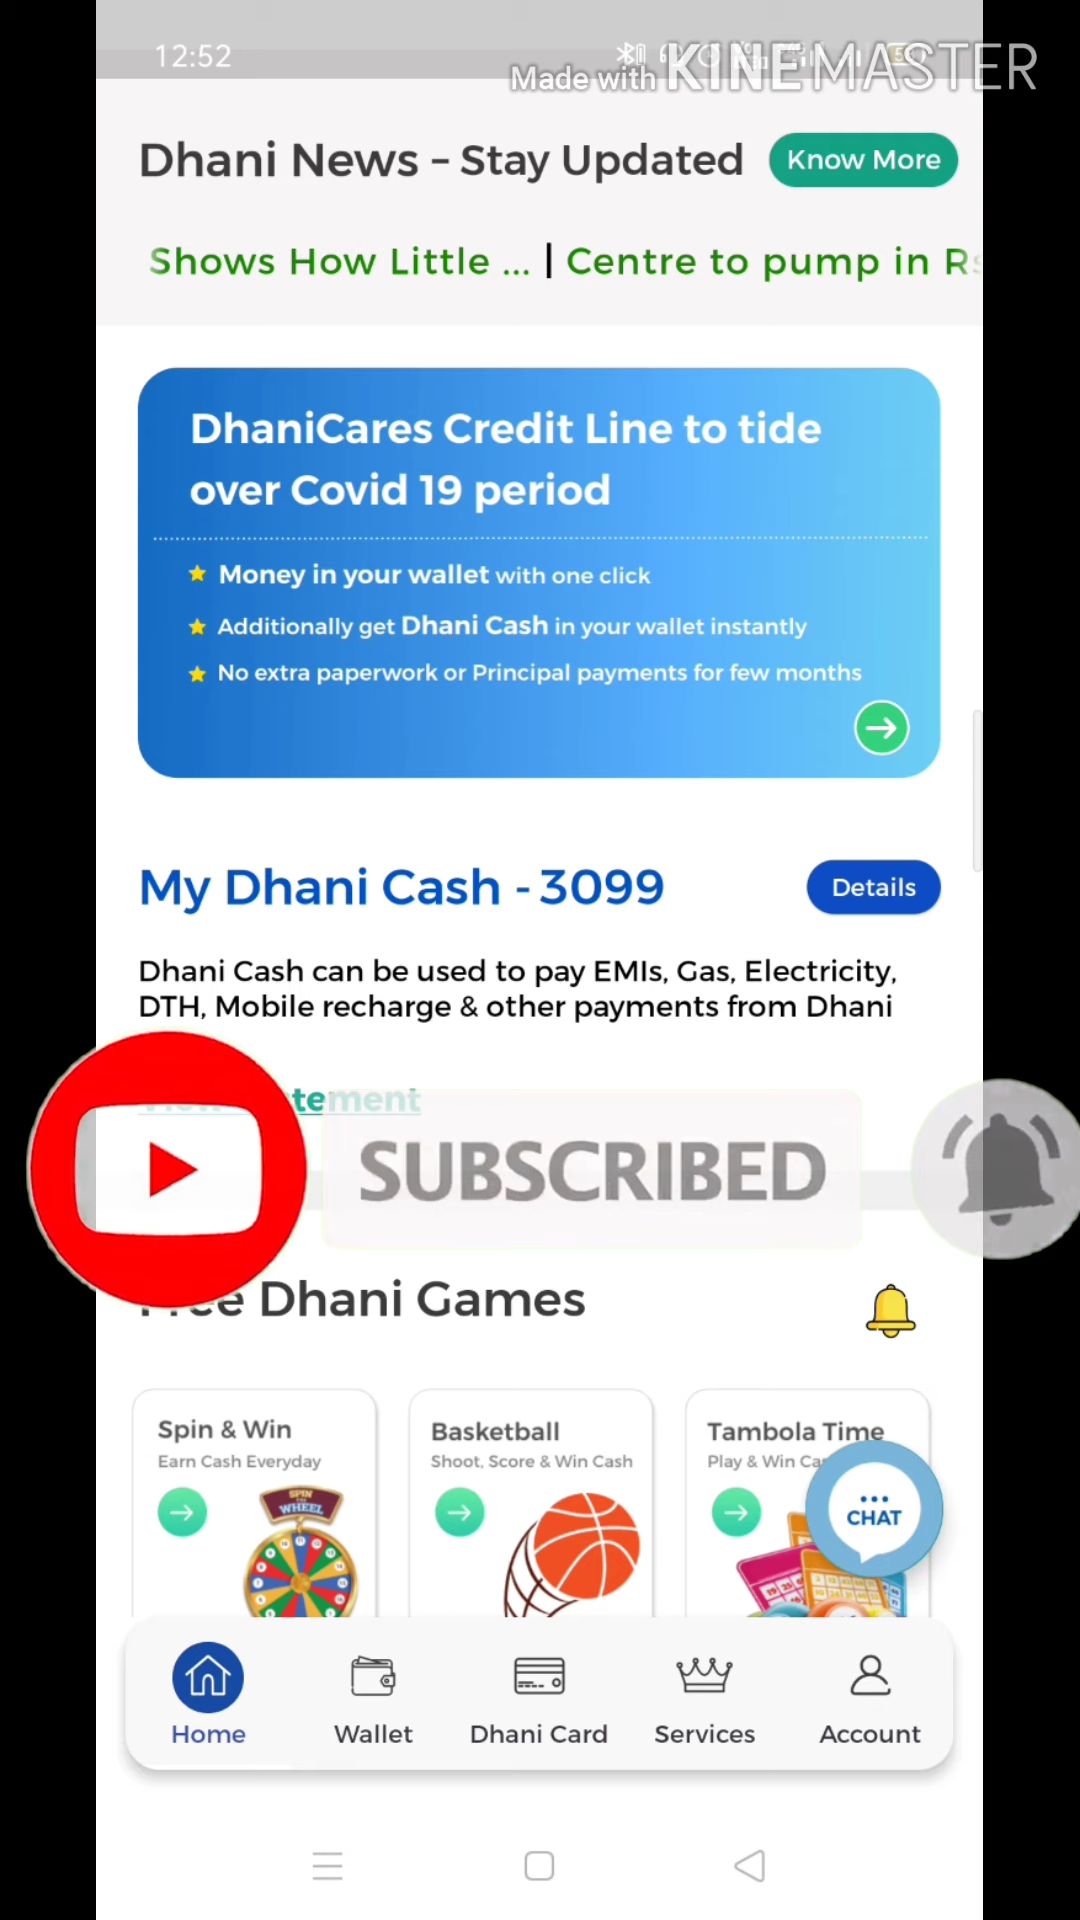 12:52
Made with KINEMASTER
Dhani News – Stay Updated
Know More
Shows How Little ... | Centre to pump in Rs
DhaniCares Credit Line to tide
over Covid 19 period
Money in your wallet with one click
Additionally get Dhani Cash in your wallet instantly
No extra paperwork or Principal payments for few months
My Dhani Cash - 3099
Details
Dhani Cash can be used to pay EMIs, Gas, Electricity,
DTH, Mobile recharge & other payments from Dhani
SUBSCRIBED
Free Dhani Games
Spin & Win
Earn Cash Everyday
SPIN
WHEEL
Basketball
Shoot, Score & Win Cash
Tambola Time
Play & Win Ca
CHAT
Home
Wallet
Dhani Card
Services
Account